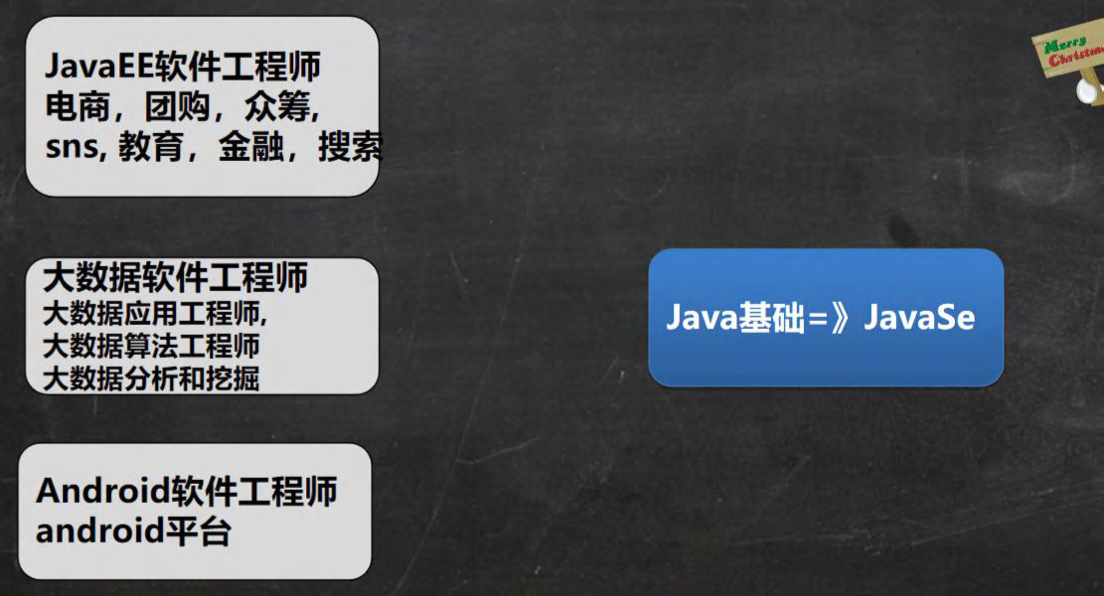 JavaEE软件工程师
电商，团购，众筹,
sns, 教育，金融，搜索
大数据软件工程师
大数据应用工程师,
大数据算法工程师
大数据分析和挖掘
Android软件工程师
android平台
Java基础=》JavaSe
Merry